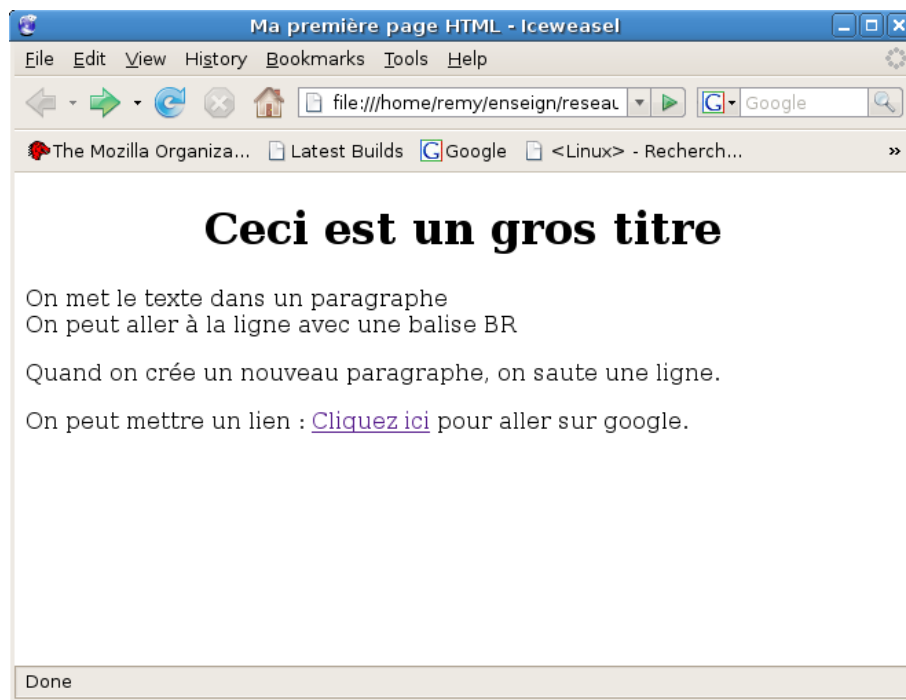 Ma première page HTML - Iceweasel
File Edit View History Bookmarks Tools Help
file:///home/remy/enseign/reseau G Google
The Mozilla Organiza... Latest Builds G Google <Linux> - Recherch... »
Ceci est un gros titre
On met le texte dans un paragraphe
On peut aller à la ligne avec une balise BR
Quand on crée un nouveau paragraphe, on saute une ligne.
On peut mettre un lien : Cliquez ici pour aller sur google.
Done